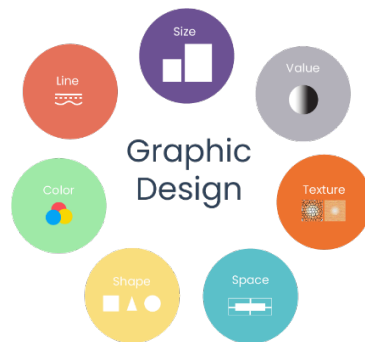 Size
Line
Value
Graphic
Design
Color
Texture
Shape
Space